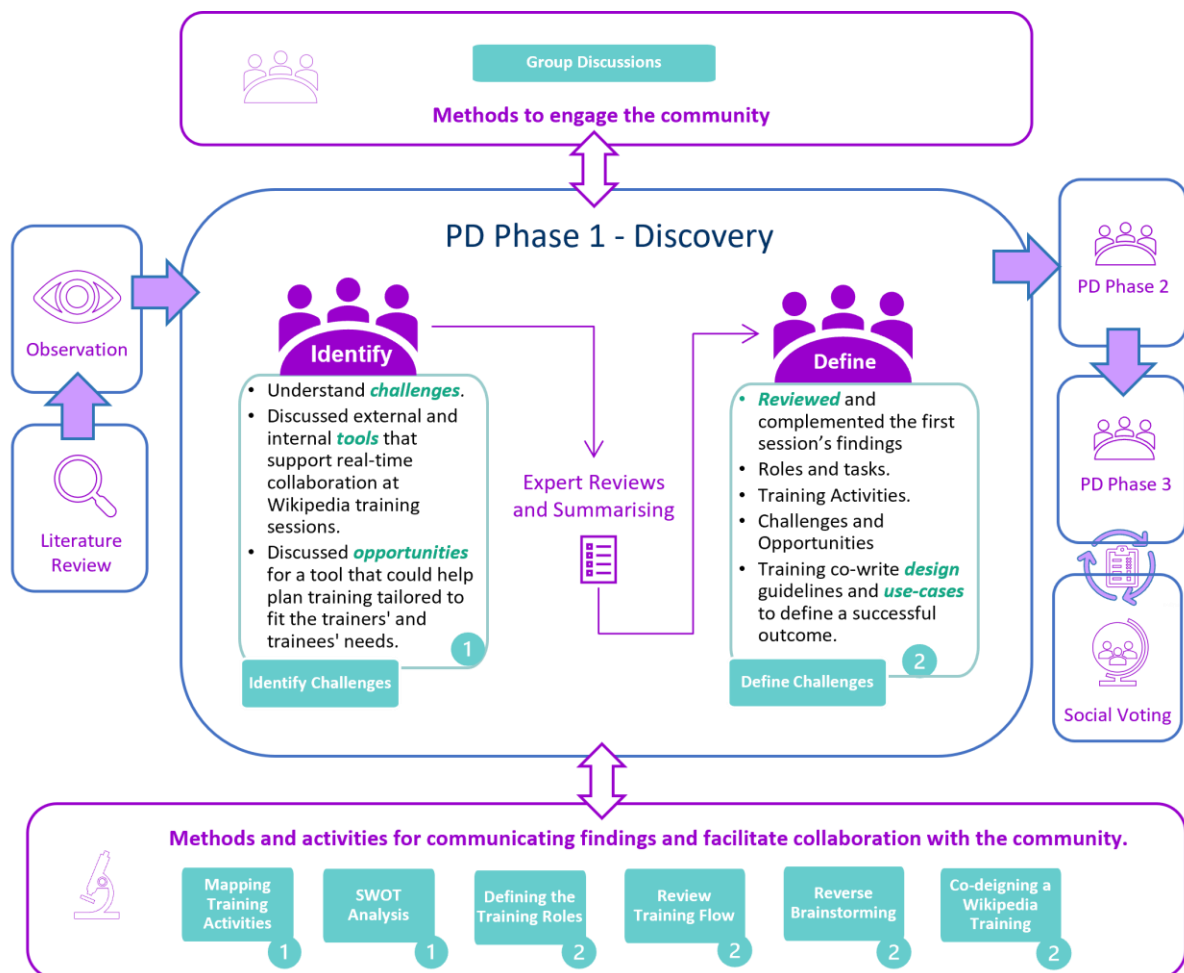 Group Discussions
Methods to engage the community
PD Phase 1 - Discovery
Observation
Literature
Review
Identify
• Understand challenges.
• Discussed external and
internal tools that
support real-time
collaboration at
Wikipedia training
sessions.
• Discussed opportunities
for a tool that could help
plan training tailored to
fit the trainers' and
trainees' needs.
1
Identify Challenges
Expert Reviews
and Summarising
Define
• Reviewed and
complemented the first
session's findings
• Roles and tasks.
• Training Activities.
• Challenges and
Opportunities
• Training co-write design
guidelines and use-cases
to define a successful
outcome.
2
Define Challenges
PD Phase 2
PD Phase 3
Social Voting
Methods and activities for communicating findings and facilitate collaboration with the community.
Mapping
Training
Activities
1
SWOT
Analysis
1
Defining the
Training Roles
2
Review
Training Flow
2
Reverse
Brainstorming
2
Co-deigning a
Wikipedia
Training
2